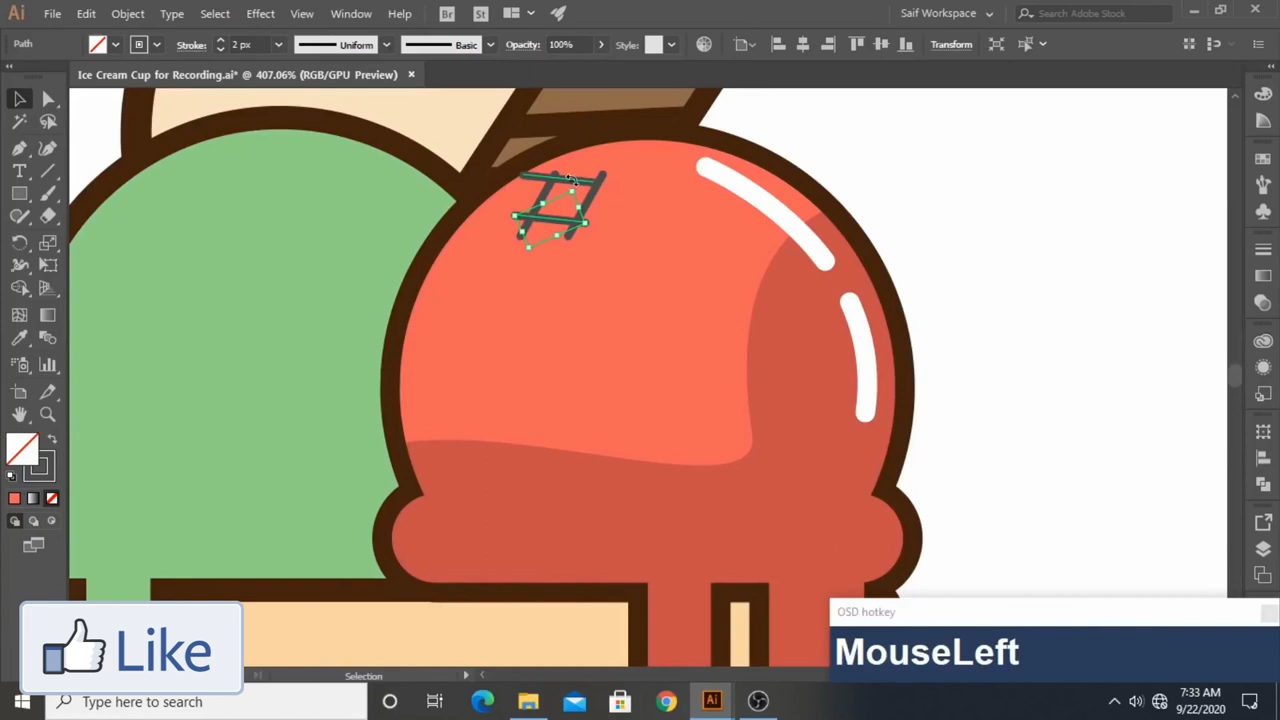 Ai File Edit Object Type Select Effect View Window Help Br St Saif Workspace Search Adobe Stock
Path Stroke: 2 px Uniform Basic Opacity: 100% Style: Transform
Ice Cream Cup for Recording.ai* @ 407.06% (RGB/GPU Preview)
OSD hotkey
MouseLeft
Like
Selection
Type here to search
Ai
7:33 AM
9/22/2020